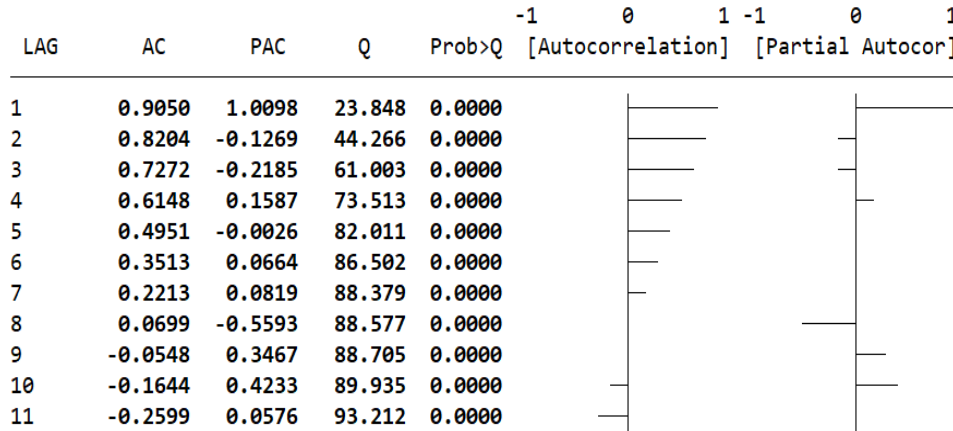 -1 0 1 -1 0 1
LAG AC PAC Q Prob>Q [Autocorrelation] [Partial Autocor]
1 0.9050 1.0098 23.848 0.0000
2 0.8204 -0.1269 44.266 0.0000
3 0.7272 -0.2185 61.003 0.0000
4 0.6148 0.1587 73.513 0.0000
5 0.4951 -0.0026 82.011 0.0000
6 0.3513 0.0664 86.502 0.0000
7 0.2213 0.0819 88.379 0.0000
8 0.0699 -0.5593 88.577 0.0000
9 -0.0548 0.3467 88.705 0.0000
10 -0.1644 0.4233 89.935 0.0000
11 -0.2599 0.0576 93.212 0.0000